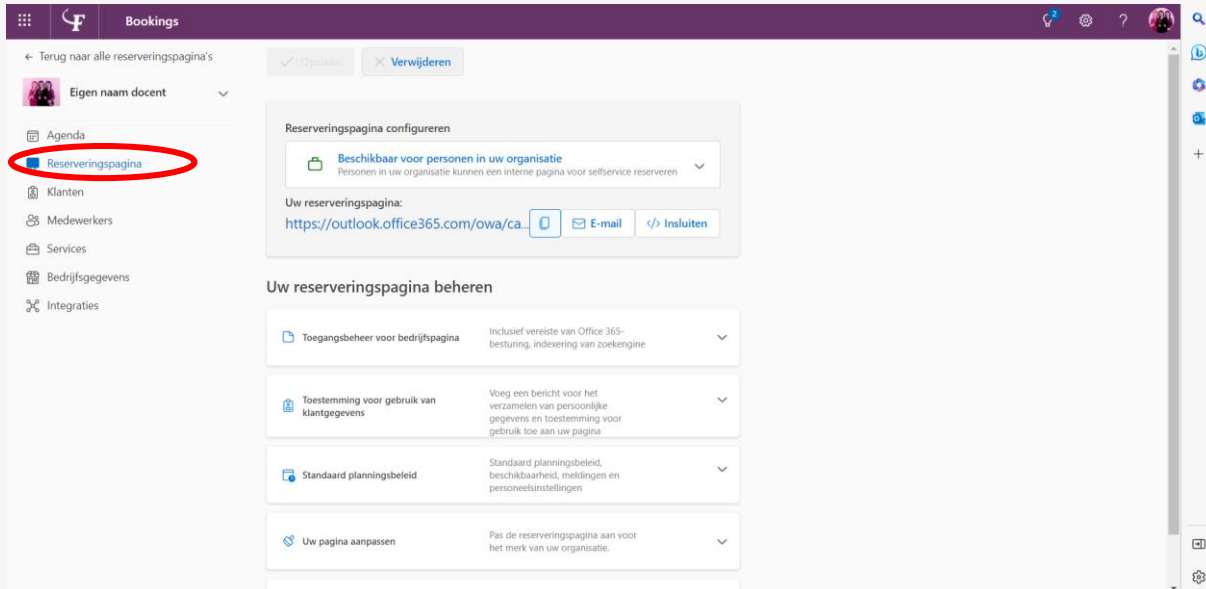 Bookings
2
?
← Terug naar alle reserveringspagina's
Eigen naam docent
Agenda
Reserveringspagina
Klanten
Medewerkers
Services
Bedrijfsgegevens
Integraties
Opslaan
Verwijderen
Reserveringspagina configureren
Beschikbaar voor personen in uw organisatie
Personen in uw organisatie kunnen een interne pagina voor selfservice reserveren
Uw reserveringspagina:
https://outlook.office365.com/owa/ca...
E-mail
</> Insluiten
Uw reserveringspagina beheren
Toegangsbeheer voor bedrijfspagina
Inclusief vereiste van Office 365-
besturing, indexering van zoekengine
Toestemming voor gebruik van
klantgegevens
Voeg een bericht voor het
verzamelen van persoonlijke
gegevens en toestemming voor
gebruik toe aan uw pagina
Standaard planningsbeleid
Standaard planningsbeleid,
beschikbaarheid, meldingen en
personeelsinstellingen
Uw pagina aanpassen
Pas de reserveringspagina aan voor
het merk van uw organisatie.